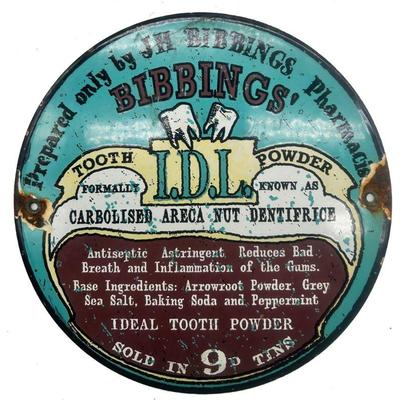 Prepared only by JH BIBBINGS, Pharmacist
BIBBINGS'
TOOTH POWDER
I.D.L.
FORMALLY KNOWN AS
CARBOLISED ARECA NUT DENTIFRICE
Antiseptic Astringent Reduces Bad
Breath and Inflammation of the Gums.
Base Ingredients: Arrowroot Powder, Grey
Sea Salt, Baking Soda and Peppermint
IDEAL TOOTH POWDER
SOLD IN 9D TINS